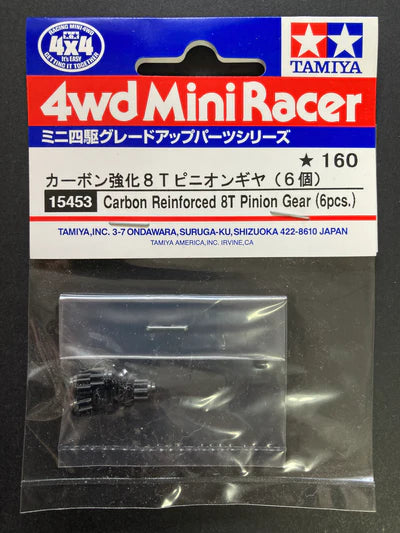 RACING MINI 4WD
4x4
It's EASY
GETTING IT TOGETHER
TAMIYA
4wd Mini Racer
ミニ四駆グレードアップパーツシリーズ
★ 160
カーボン強化8Tピニオンギヤ(6個)
15453 Carbon Reinforced 8T Pinion Gear (6pcs.)
TAMIYA,INC. 3-7 ONDAWARA,SURUGA-KU,SHIZUOKA 422-8610 JAPAN
TAMIYA AMERICA,INC. IRVINE,CA